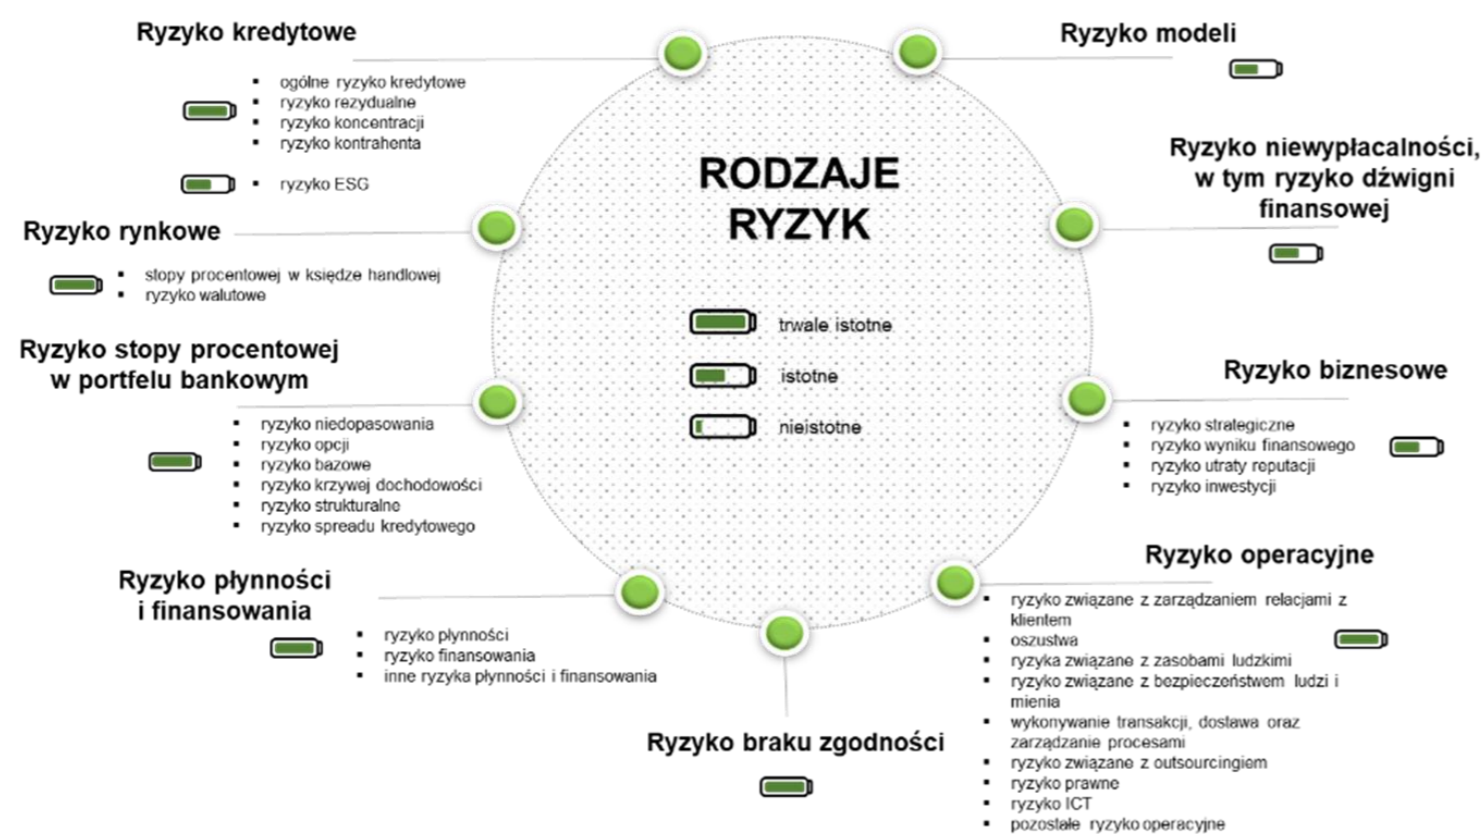 Ryzyko kredytowe
▪ ogólne ryzyko kredytowe
▪ ryzyko rezydualne
▪ ryzyko koncentracji
▪ ryzyko kontrahenta
▪ ryzyko ESG
Ryzyko rynkowe
▪ stopy procentowej w księdze handlowej
▪ ryzyko walutowe
Ryzyko stopy procentowej
w portfelu bankowym
▪ ryzyko niedopasowania
▪ ryzyko opcji
▪ ryzyko bazowe
▪ ryzyko krzywej dochodowości
▪ ryzyko strukturalne
▪ ryzyko spreadu kredytowego
Ryzyko płynności
i finansowania
▪ ryzyko płynności
▪ ryzyko finansowania
▪ inne ryzyka płynności i finansowania
RODZAJE
RYZYK
trwale istotne
istotne
nieistotne
Ryzyko braku zgodności
Ryzyko modeli
Ryzyko niewypłacalności,
w tym ryzyko dźwigni
finansowej
Ryzyko biznesowe
▪ ryzyko strategiczne
▪ ryzyko wyniku finansowego
▪ ryzyko utraty reputacji
▪ ryzyko inwestycji
Ryzyko operacyjne
▪ ryzyko związane z zarządzaniem relacjami z
klientem
▪ oszustwa
▪ ryzyka związane z zasobami ludzkimi
▪ ryzyko związane z bezpieczeństwem ludzi i
mienia
▪ wykonywanie transakcji, dostawa oraz
zarządzanie procesami
▪ ryzyko związane z outsourcingiem
▪ ryzyko prawne
▪ ryzyko ICT
▪ pozostałe ryzyko operacyjne